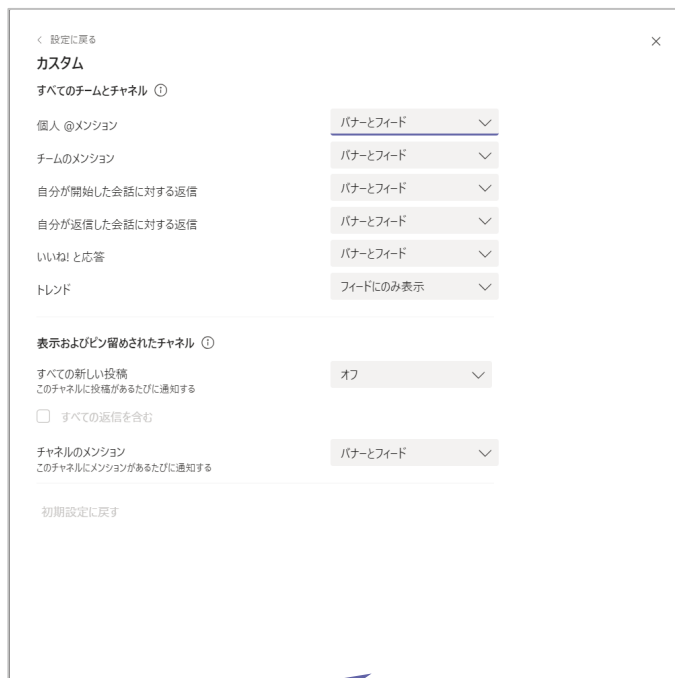 設定に戻る
カスタム
すべてのチームとチャネル
個人 @メンション バナーとフィード
チームのメンション バナーとフィード
自分が開始した会話に対する返信 バナーとフィード
自分が返信した会話に対する返信 バナーとフィード
いいね! と応答 バナーとフィード
トレンド フィードにのみ表示
表示およびピン留めされたチャネル
すべての新しい投稿 オフ
このチャネルに投稿があるたびに通知する
すべての返信を含む
チャネルのメンション バナーとフィード
このチャネルにメンションがあるたびに通知する
初期設定に戻す